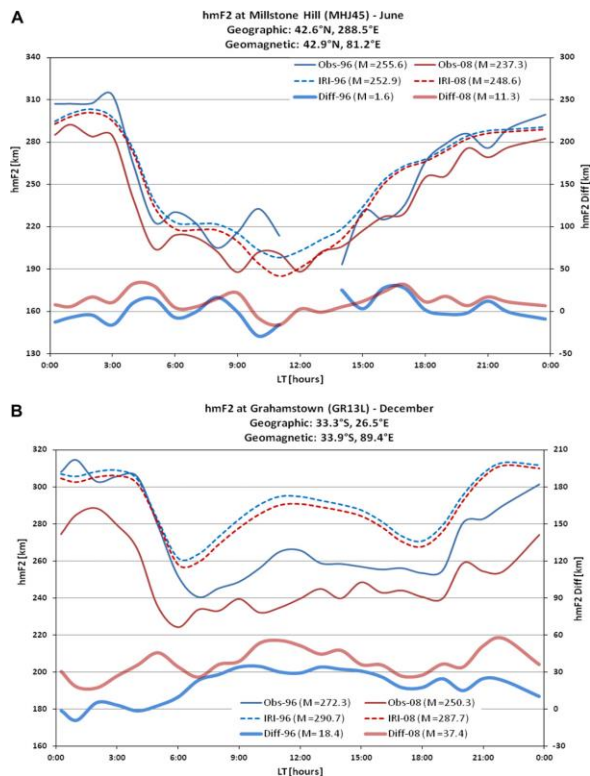 A
hmF2 at Millstone Hill (MHJ45) - June
Geographic: 42.6°N, 288.5°E
Geomagnetic: 42.9°N, 81.2°E
340
310
280
250
220
190
160
130
hmF2 [km]
300
250
200
150
100
50
0
-50
hmF2 Diff [km]
Obs-96 (M=255.6)
Obs-08 (M=237.3)
IRI-96 (M=252.9)
IRI-08 (M=248.6)
Diff-96 (M=1.6)
Diff-08 (M=11.3)
0:00 3:00 6:00 9:00 12:00 15:00 18:00 21:00 0:00
LT [hours]
B
hmF2 at Grahamstown (GR13L) - December
Geographic: 33.3°S, 26.5°E
Geomagnetic: 33.9°S, 89.4°E
320
300
280
260
240
220
200
180
160
hmF2 [km]
210
180
150
120
90
60
30
0
-30
hmF2 Diff [km]
Obs-96 (M=272.3)
Obs-08 (M=250.3)
IRI-96 (M=290.7)
IRI-08 (M=287.7)
Diff-96 (M=18.4)
Diff-08 (M=37.4)
0:00 3:00 6:00 9:00 12:00 15:00 18:00 21:00 0:00
LT [hours]